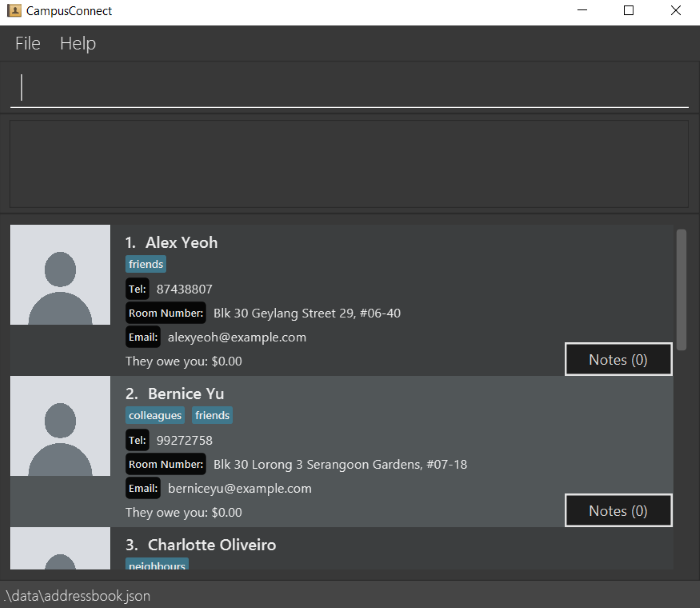 CampusConnect
File Help
1. Alex Yeoh
friends
Tel: 87438807
Room Number: Blk 30 Geylang Street 29, #06-40
Email: alexyeoh@example.com
They owe you: $0.00
Notes (0)
2. Bernice Yu
colleagues friends
Tel: 99272758
Room Number: Blk 30 Lorong 3 Serangoon Gardens, #07-18
Email: berniceyu@example.com
They owe you: $0.00
Notes (0)
3. Charlotte Oliveiro
neighbours
.\data\addressbook.json